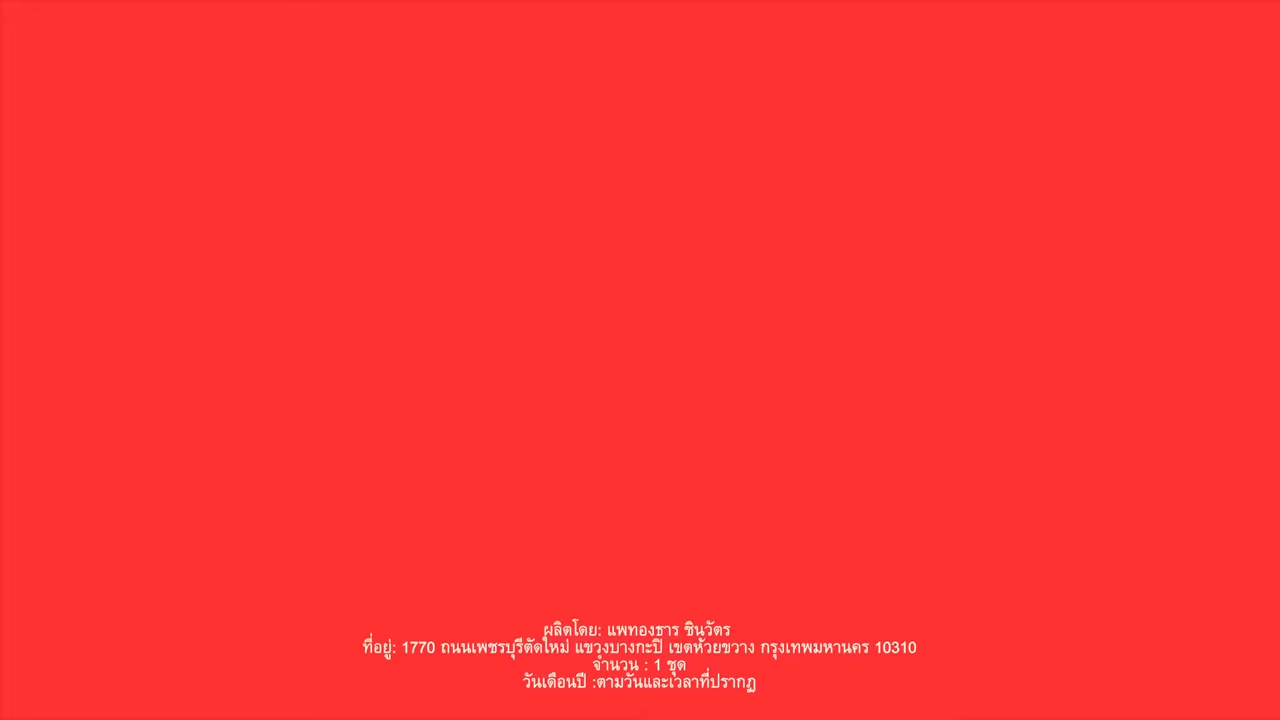 ผลิตโดย: แพทองธาร ชินวัตร
ที่อยู่: 1770 ถนนเพชรบุรีตัดใหม่ แขวงบางกะปิ เขตห้วยขวาง กรุงเทพมหานคร 10310
จำนวน : 1 ชุด
วันเดือนปี :ตามวันและเวลาที่ปรากฏ